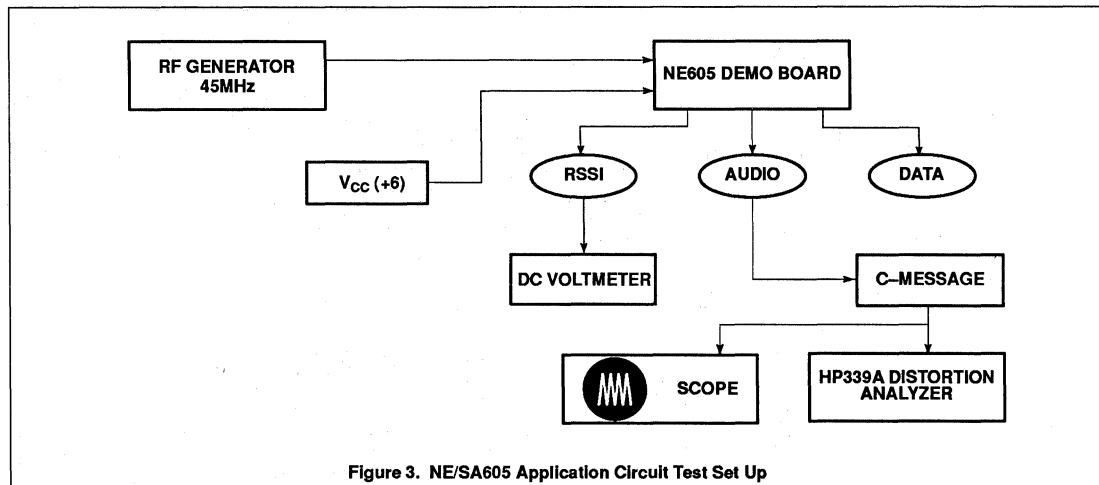 RF GENERATOR
45MHz
NE605 DEMO BOARD
VCC (+6)
RSSI
AUDIO
DATA
DC VOLTMETER
C–MESSAGE
SCOPE
HP339A DISTORTION
ANALYZER
Figure 3. NE/SA605 Application Circuit Test Set Up